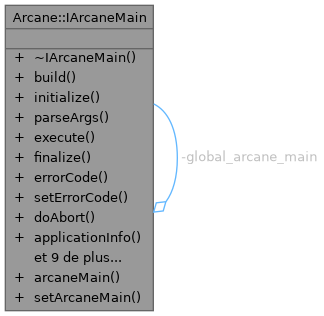 Arcane::IArcaneMain
+ ~IArcaneMain()
+ build()
+ initialize()
+ parseArgs()
+ execute()
+ finalize()
+ errorCode()
+ setErrorCode()
+ doAbort()
+ applicationInfo()
et 9 de plus...
+ arcaneMain()
+ setArcaneMain()
-global_arcane_main